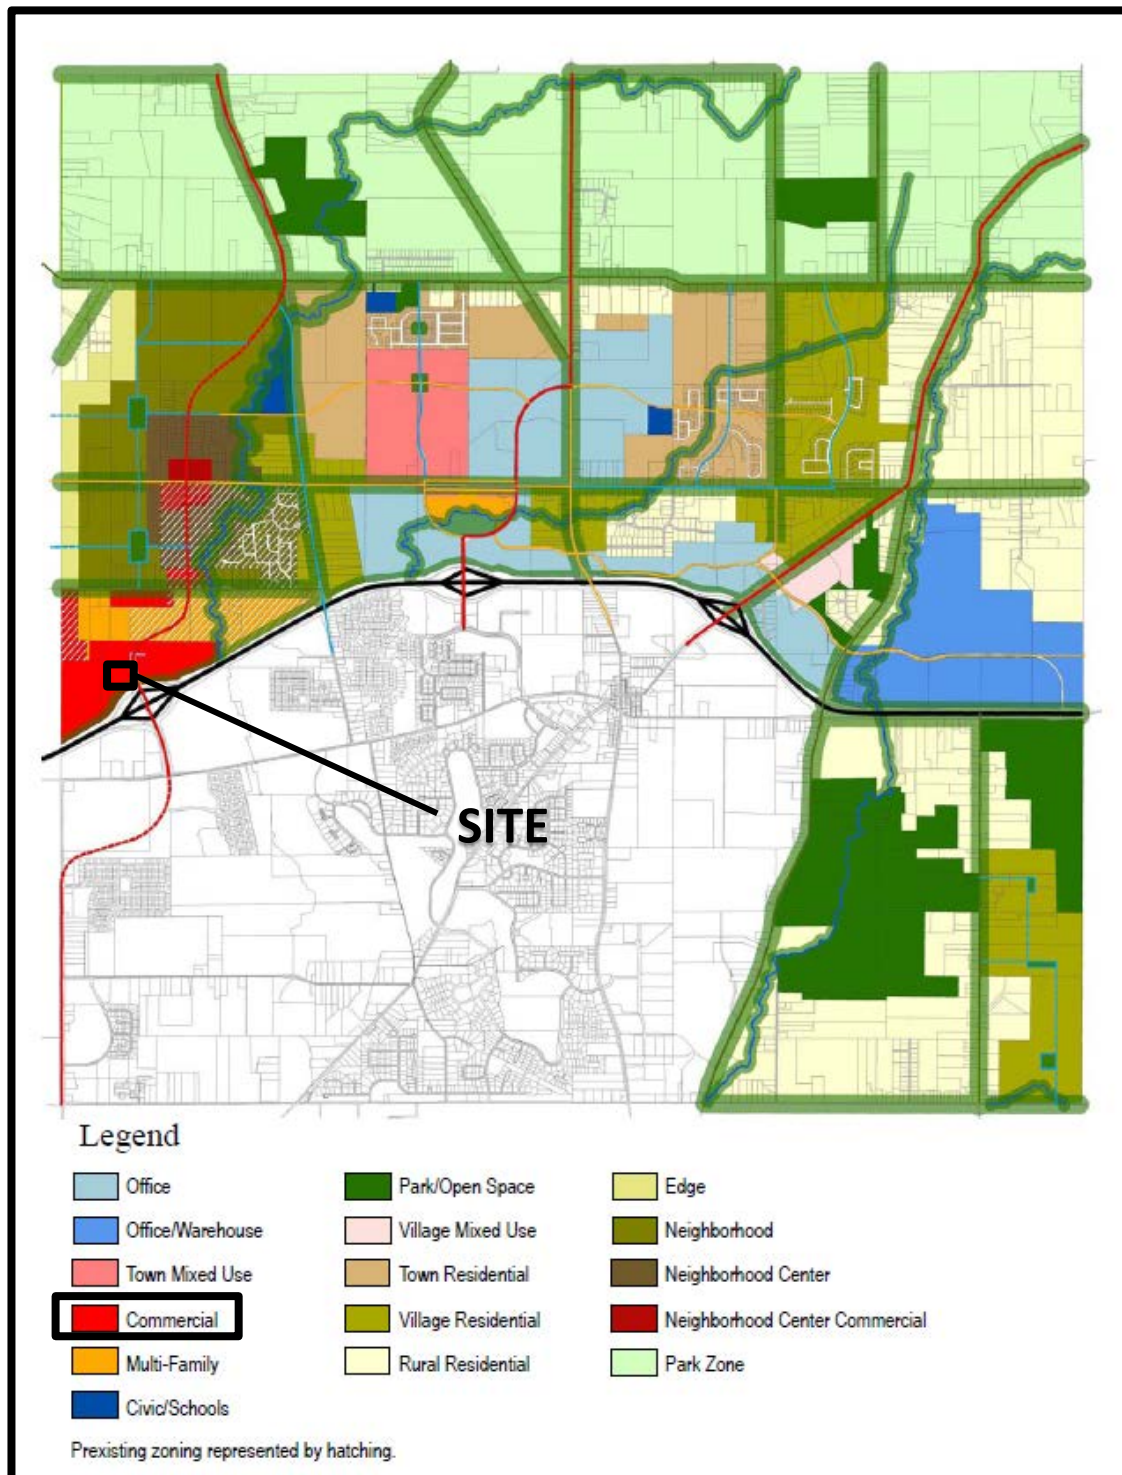 SITE
Legend
Office
Park/Open Space
Edge
Office/Warehouse
Village Mixed Use
Neighborhood
Town Mixed Use
Town Residential
Neighborhood Center
Commercial
Village Residential
Neighborhood Center Commercial
Multi-Family
Rural Residential
Park Zone
Civic/Schools
Prexisting zoning represented by hatching.